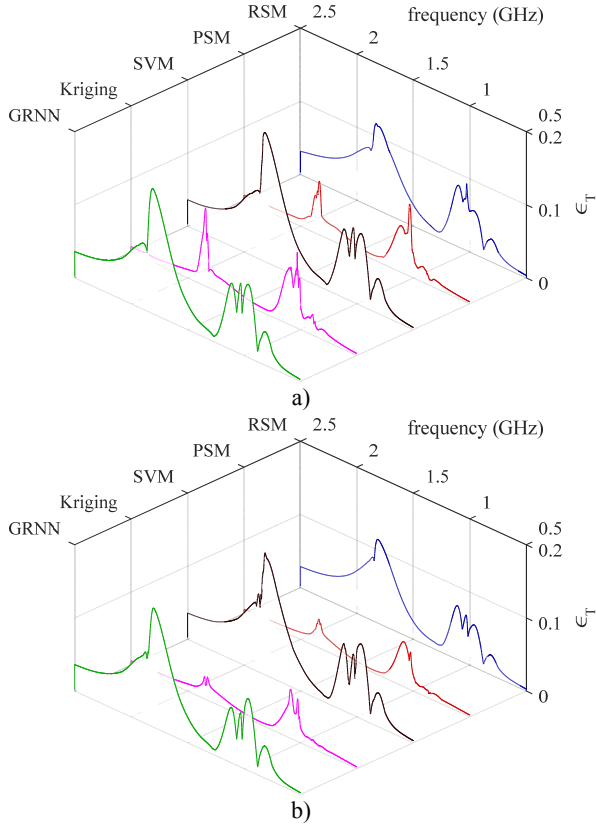 RSM 2.5 frequency (GHz)
PSM 2
SVM 1.5
Kriging 1
GRNN 0.5
0.2
0.1 ϵT
0
a)
RSM 2.5 frequency (GHz)
PSM 2
SVM 1.5
Kriging 1
GRNN 0.5
0.2
0.1 ϵT
0
b)